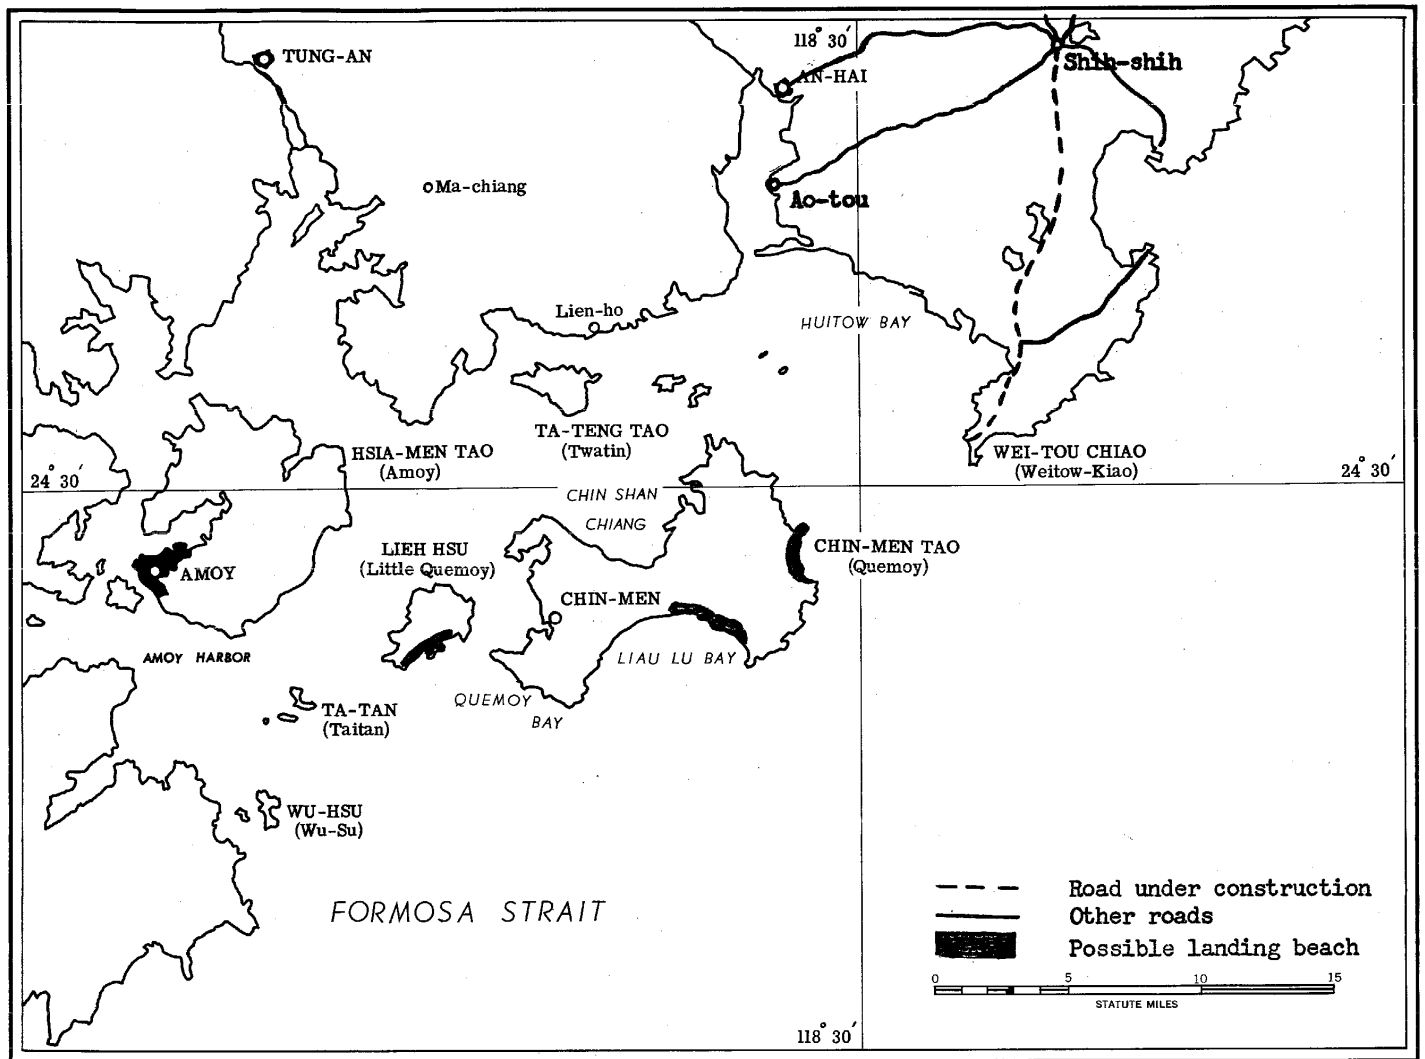 118° 30′
TUNG-AN
Shih-shih
AN-HAI
Ma-chiang
Ao-tou
Lien-ho
HUITOW BAY
TA-TENG TAO
(Twatin)
HSIA-MEN TAO
(Amoy)
WEI-TOU CHIAO
(Weitow-Kiao)
24° 30′
24° 30′
CHIN SHAN
CHIANG
LIEH HSU
(Little Quemoy)
CHIN-MEN TAO
(Quemoy)
AMOY
CHIN-MEN
AMOY HARBOR
LIAU LU BAY
QUEMOY
BAY
TA-TAN
(Taitan)
WU-HSU
(Wu-Su)
FORMOSA STRAIT
Road under construction
Other roads
Possible landing beach
0 5 10 15
STATUTE MILES
118° 30′